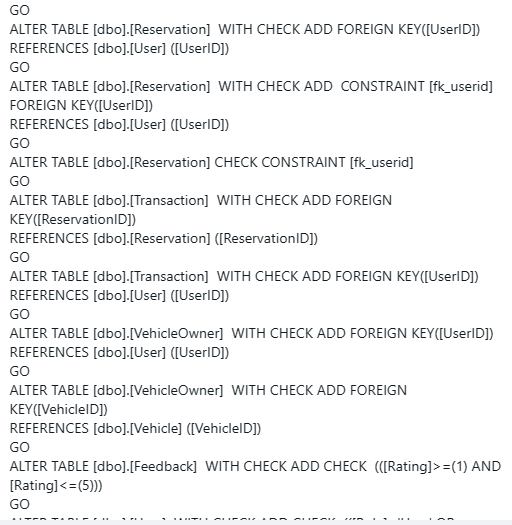 GO
ALTER TABLE [dbo].[Reservation]  WITH CHECK ADD FOREIGN KEY([UserID])
REFERENCES [dbo].[User] ([UserID])
GO
ALTER TABLE [dbo].[Reservation]  WITH CHECK ADD  CONSTRAINT [fk_userid]
FOREIGN KEY([UserID])
REFERENCES [dbo].[User] ([UserID])
GO
ALTER TABLE [dbo].[Reservation] CHECK CONSTRAINT [fk_userid]
GO
ALTER TABLE [dbo].[Transaction]  WITH CHECK ADD FOREIGN
KEY([ReservationID])
REFERENCES [dbo].[Reservation] ([ReservationID])
GO
ALTER TABLE [dbo].[Transaction]  WITH CHECK ADD FOREIGN KEY([UserID])
REFERENCES [dbo].[User] ([UserID])
GO
ALTER TABLE [dbo].[VehicleOwner]  WITH CHECK ADD FOREIGN KEY([UserID])
REFERENCES [dbo].[User] ([UserID])
GO
ALTER TABLE [dbo].[VehicleOwner]  WITH CHECK ADD FOREIGN
KEY([VehicleID])
REFERENCES [dbo].[Vehicle] ([VehicleID])
GO
ALTER TABLE [dbo].[Feedback]  WITH CHECK ADD CHECK  (([Rating]>=(1) AND
[Rating]<=(5)))
GO